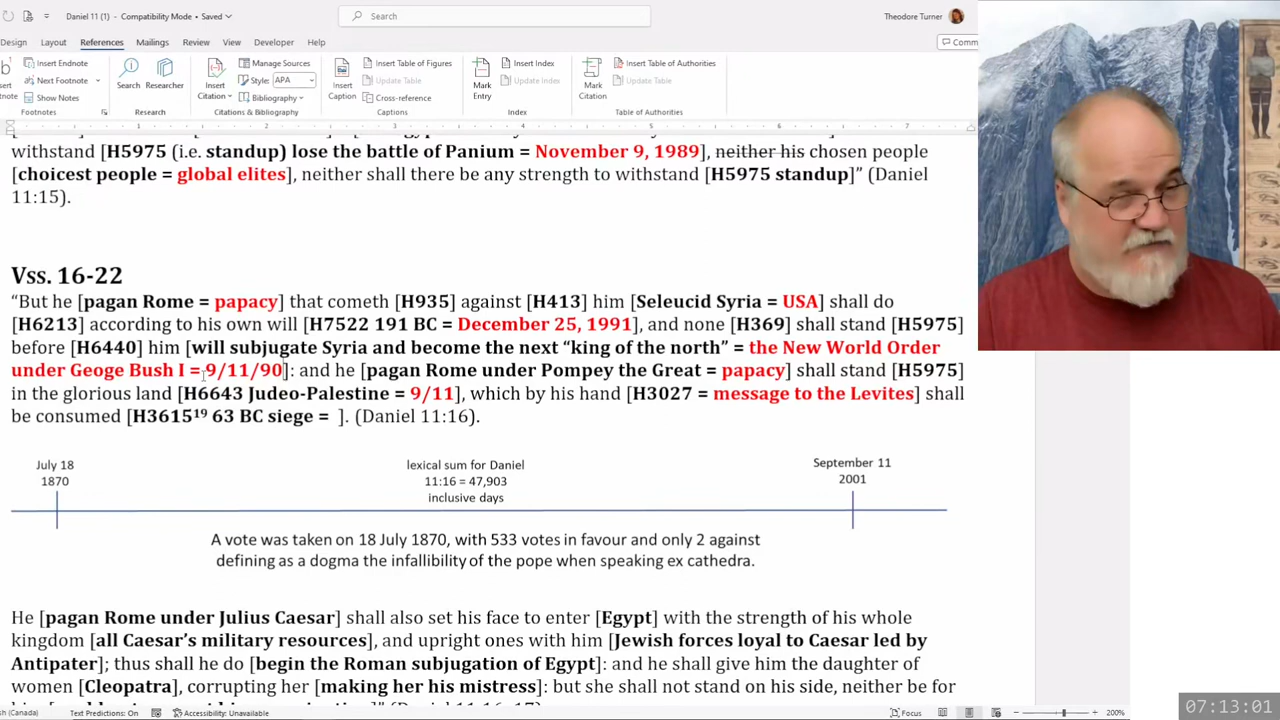 Daniel 11 (1) - Compatibility Mode • Saved
Search
Theodore Turner
Design Layout References Mailings Review View Developer Help
Insert Endnote
Next Footnote
Show Notes
Footnotes
Search Researcher
Research
Insert Citation
Manage Sources
Style: APA
Bibliography
Citations & Bibliography
Insert Caption
Insert Table of Figures
Update Table
Cross-reference
Captions
Mark Entry
Insert Index
Update Index
Index
Mark Citation
Insert Table of Authorities
Update Table
Table of Authorities
withstand [H5975 (i.e. standup) lose the battle of Panium = November 9, 1989], neither his chosen people
[choicest people = global elites], neither shall there be any strength to withstand [H5975 standup]” (Daniel
11:15).
Vss. 16-22
“But he [pagan Rome = papacy] that cometh [H935] against [H413] him [Seleucid Syria = USA] shall do
[H6213] according to his own will [H7522 191 BC = December 25, 1991], and none [H369] shall stand [H5975]
before [H6440] him [will subjugate Syria and become the next “king of the north” = the New World Order
under Geoge Bush I = 9/11/90]: and he [pagan Rome under Pompey the Great = papacy] shall stand [H5975]
in the glorious land [H6643 Judeo-Palestine = 9/11], which by his hand [H3027 = message to the Levites] shall
be consumed [H3615¹⁹ 63 BC siege = ]. (Daniel 11:16).
July 18
1870
lexical sum for Daniel
11:16 = 47,903
inclusive days
September 11
2001
A vote was taken on 18 July 1870, with 533 votes in favour and only 2 against
defining as a dogma the infallibility of the pope when speaking ex cathedra.
He [pagan Rome under Julius Caesar] shall also set his face to enter [Egypt] with the strength of his whole
kingdom [all Caesar’s military resources], and upright ones with him [Jewish forces loyal to Caesar led by
Antipater]; thus shall he do [begin the Roman subjugation of Egypt]: and he shall give him the daughter of
women [Cleopatra], corrupting her [making her his mistress]: but she shall not stand on his side, neither be for
Text Predictions: On
Accessibility: Unavailable
Focus
200%
07:13:01